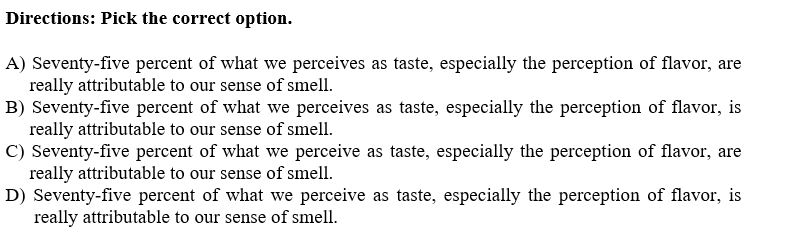 Directions: Pick the correct option.
A) Seventy-five percent of what we perceives as taste, especially the perception of flavor, are
really attributable to our sense of smell.
B) Seventy-five percent of what we perceives as taste, especially the perception of flavor, is
really attributable to our sense of smell.
C) Seventy-five percent of what we perceive as taste, especially the perception of flavor, are
really attributable to our sense of smell.
D) Seventy-five percent of what we perceive as taste, especially the perception of flavor, is
really attributable to our sense of smell.